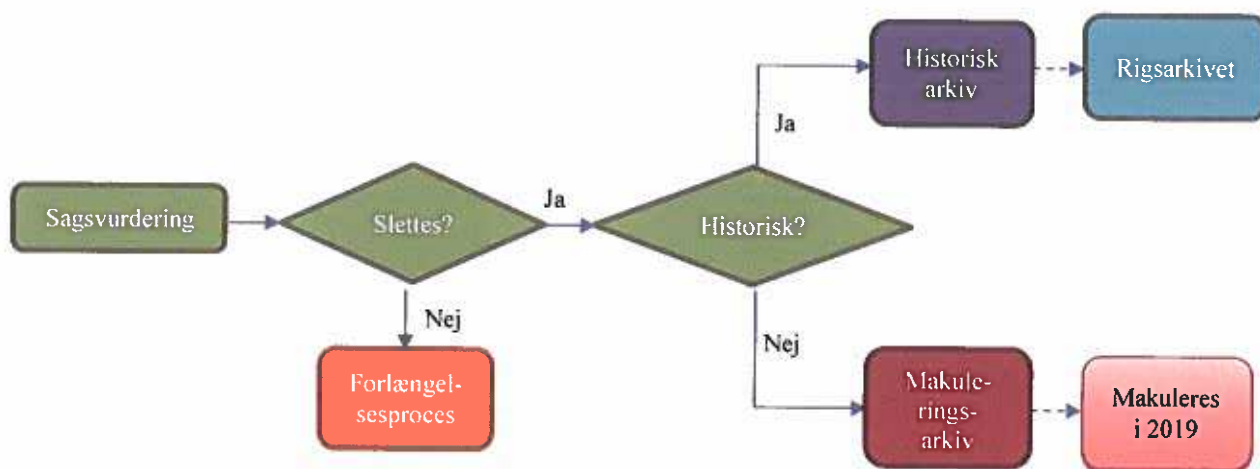 Historisk
arkiv
Rigsarkivet
Ja
Sagsvurdering
Slettes?
Ja
Historisk?
Nej
Forlængel-
sesproces
Nej
Makule-
rings-
arkiv
Makuleres
i 2019